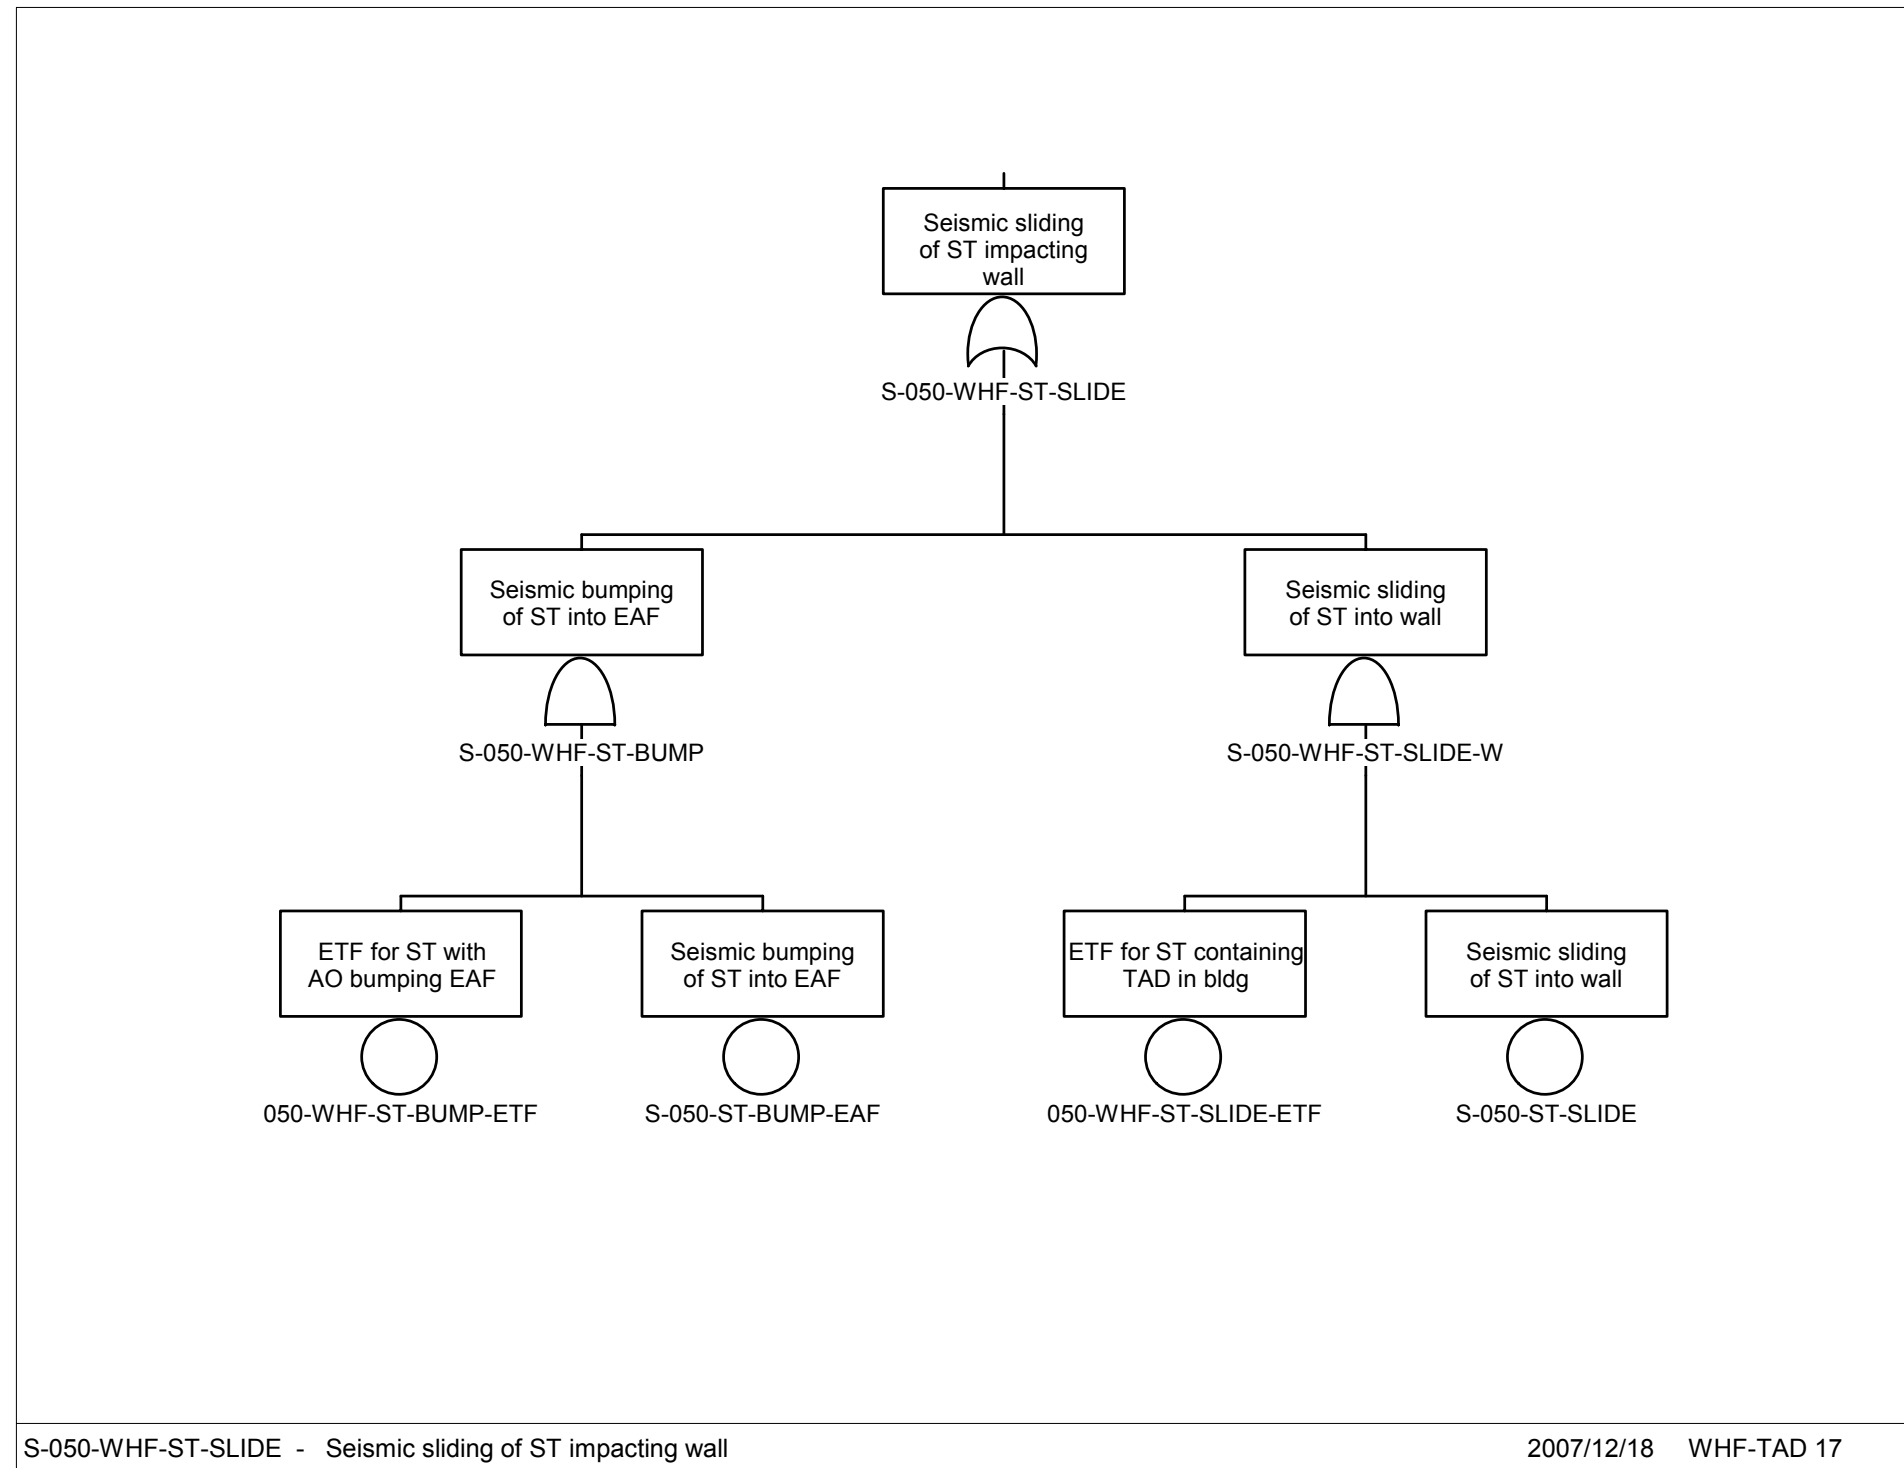 Seismic sliding
of ST impacting
wall
S-050-WHF-ST-SLIDE
Seismic bumping
of ST into EAF
S-050-WHF-ST-BUMP
Seismic sliding
of ST into wall
S-050-WHF-ST-SLIDE-W
ETF for ST with
AO bumping EAF
050-WHF-ST-BUMP-ETF
Seismic bumping
of ST into EAF
S-050-ST-BUMP-EAF
ETF for ST containing
TAD in bldg
050-WHF-ST-SLIDE-ETF
Seismic sliding
of ST into wall
S-050-ST-SLIDE
S-050-WHF-ST-SLIDE - Seismic sliding of ST impacting wall
2007/12/18 WHF-TAD 17